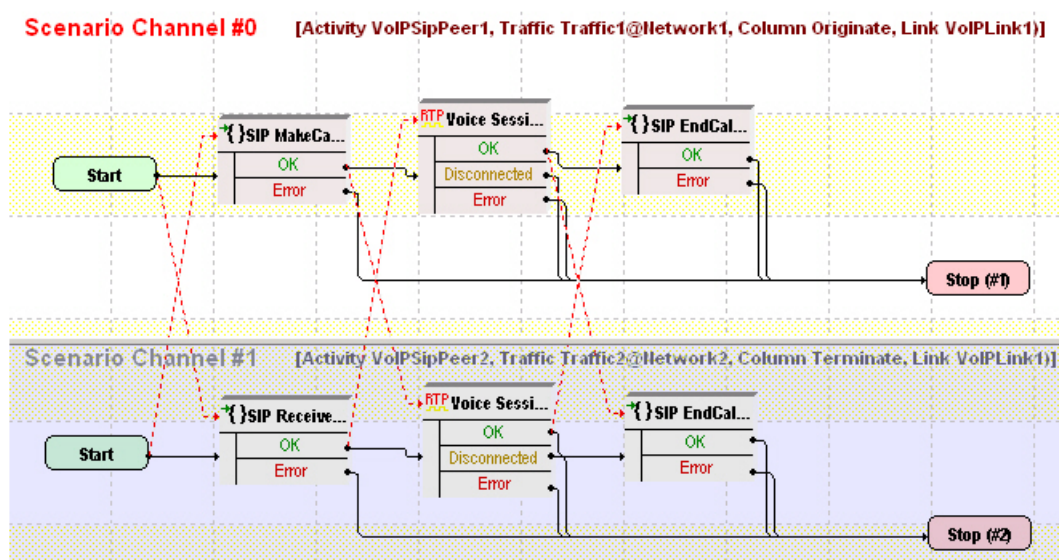 Scenario Channel #0 [Activity VoIPSipPeer1, Traffic Traffic1@Network1, Column Originate, Link VoIPLink1)]
{}SIP MakeCa...
OK
Error
RTP Voice Sessi...
OK
Disconnected
Error
{}SIP EndCal...
OK
Error
Start
Stop (#1)
Scenario Channel #1 [Activity VoIPSipPeer2, Traffic Traffic2@Network2, Column Terminate, Link VoIPLink1)]
{}SIP Receive...
OK
Error
RTP Voice Sessi...
OK
Disconnected
Error
{}SIP EndCal...
OK
Error
Start
Stop (#2)